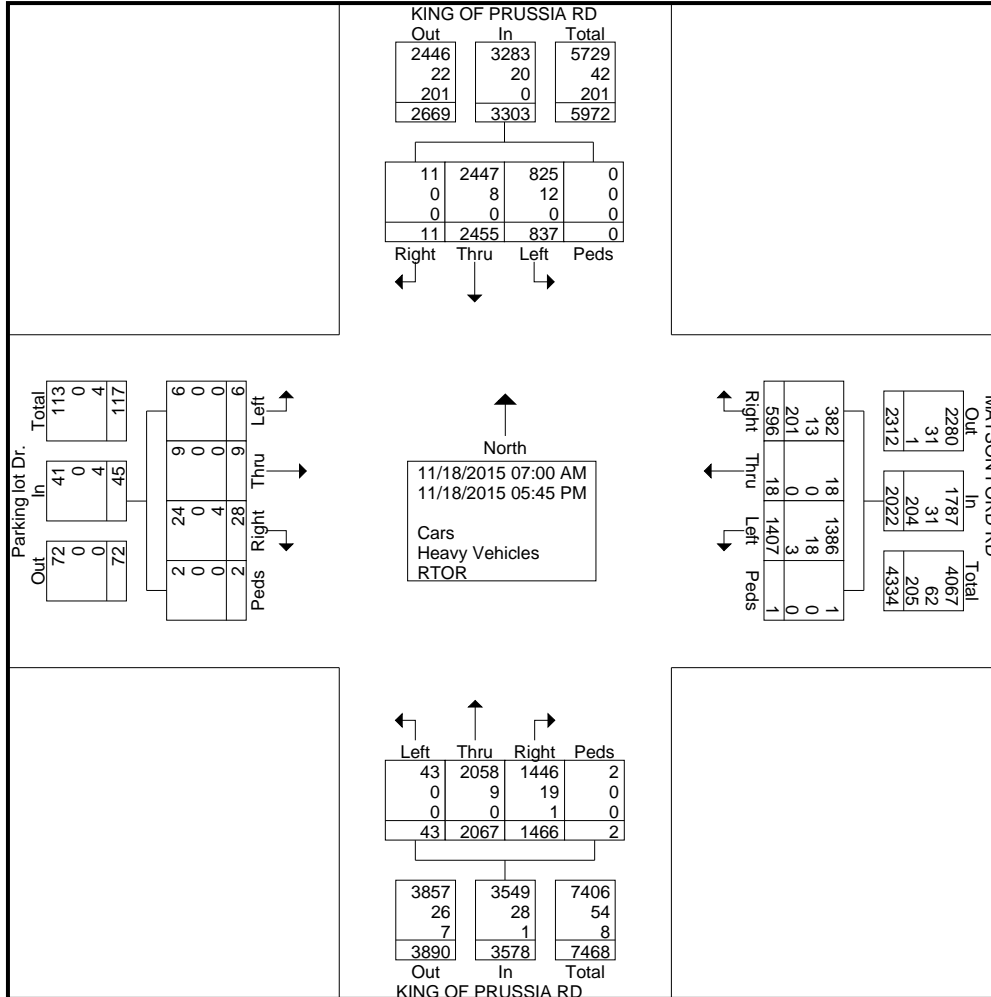 KING OF PRUSSIA RD
Out In Total
2446 3283 5729
22 20 42
201 0 201
2669 3303 5972
11 2447 825 0
0 8 12 0
0 0 0 0
11 2455 837 0
Right Thru Left Peds
Parking lot Dr.
Total In Out
113 41 72
0 0 0
4 4 0
117 45 72
6 9 24 2
0 0 0 0
0 0 4 0
6 9 28 2
Left Thru Right Peds
North
11/18/2015 07:00 AM
11/18/2015 05:45 PM
Cars
Heavy Vehicles
RTOR
Right Thru Left Peds
382 18 1386 1
13 0 18 0
201 0 3 0
596 18 1407 1
MATSONFORD RD
Out In Total
2280 1787 4067
31 31 62
1 204 205
2312 2022 4334
Left Thru Right Peds
43 2058 1446 2
0 9 19 0
0 0 1 0
43 2067 1466 2
3857 3549 7406
26 28 54
7 1 8
3890 3578 7468
Out In Total
KING OF PRUSSIA RD